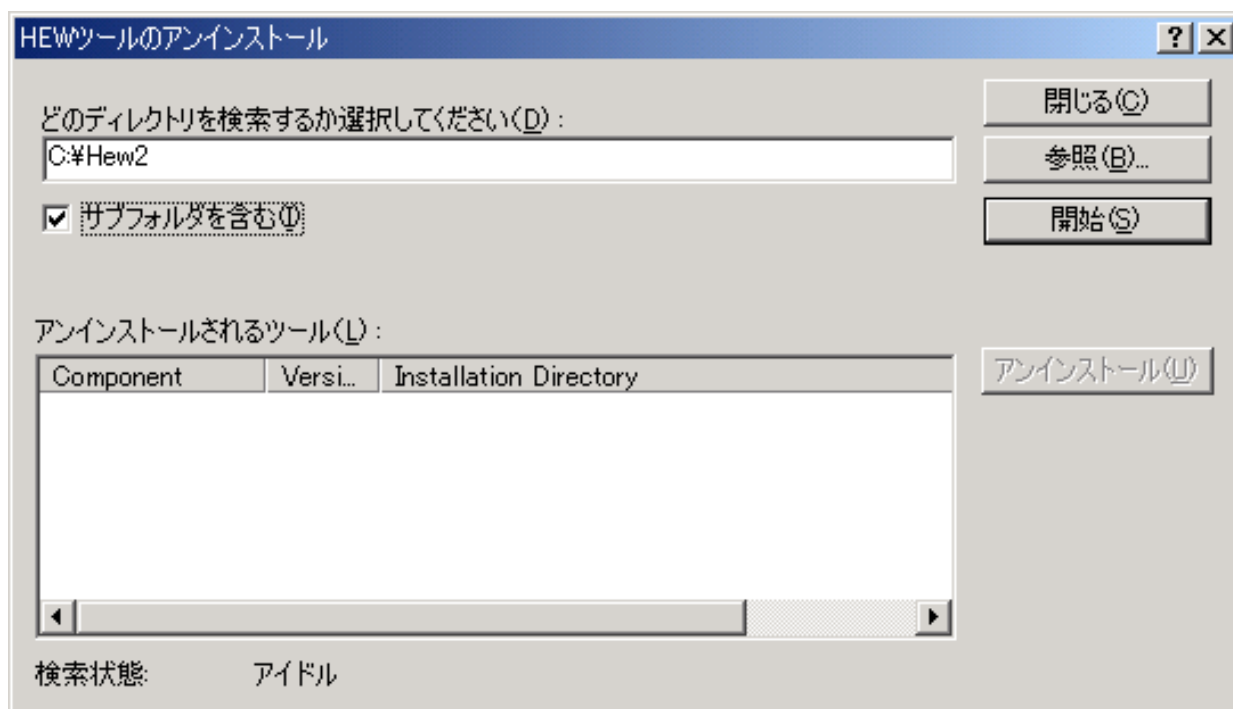 HEWツールのアンインストール
どのディレクトリを検索するか選択してください(D):
閉じる(C)
C:¥Hew2
参照(B)...
サブフォルダを含む(I)
開始(S)
アンインストールされるツール(L):
Component Versi... Installation Directory
アンインストール(U)
検索状態: アイドル